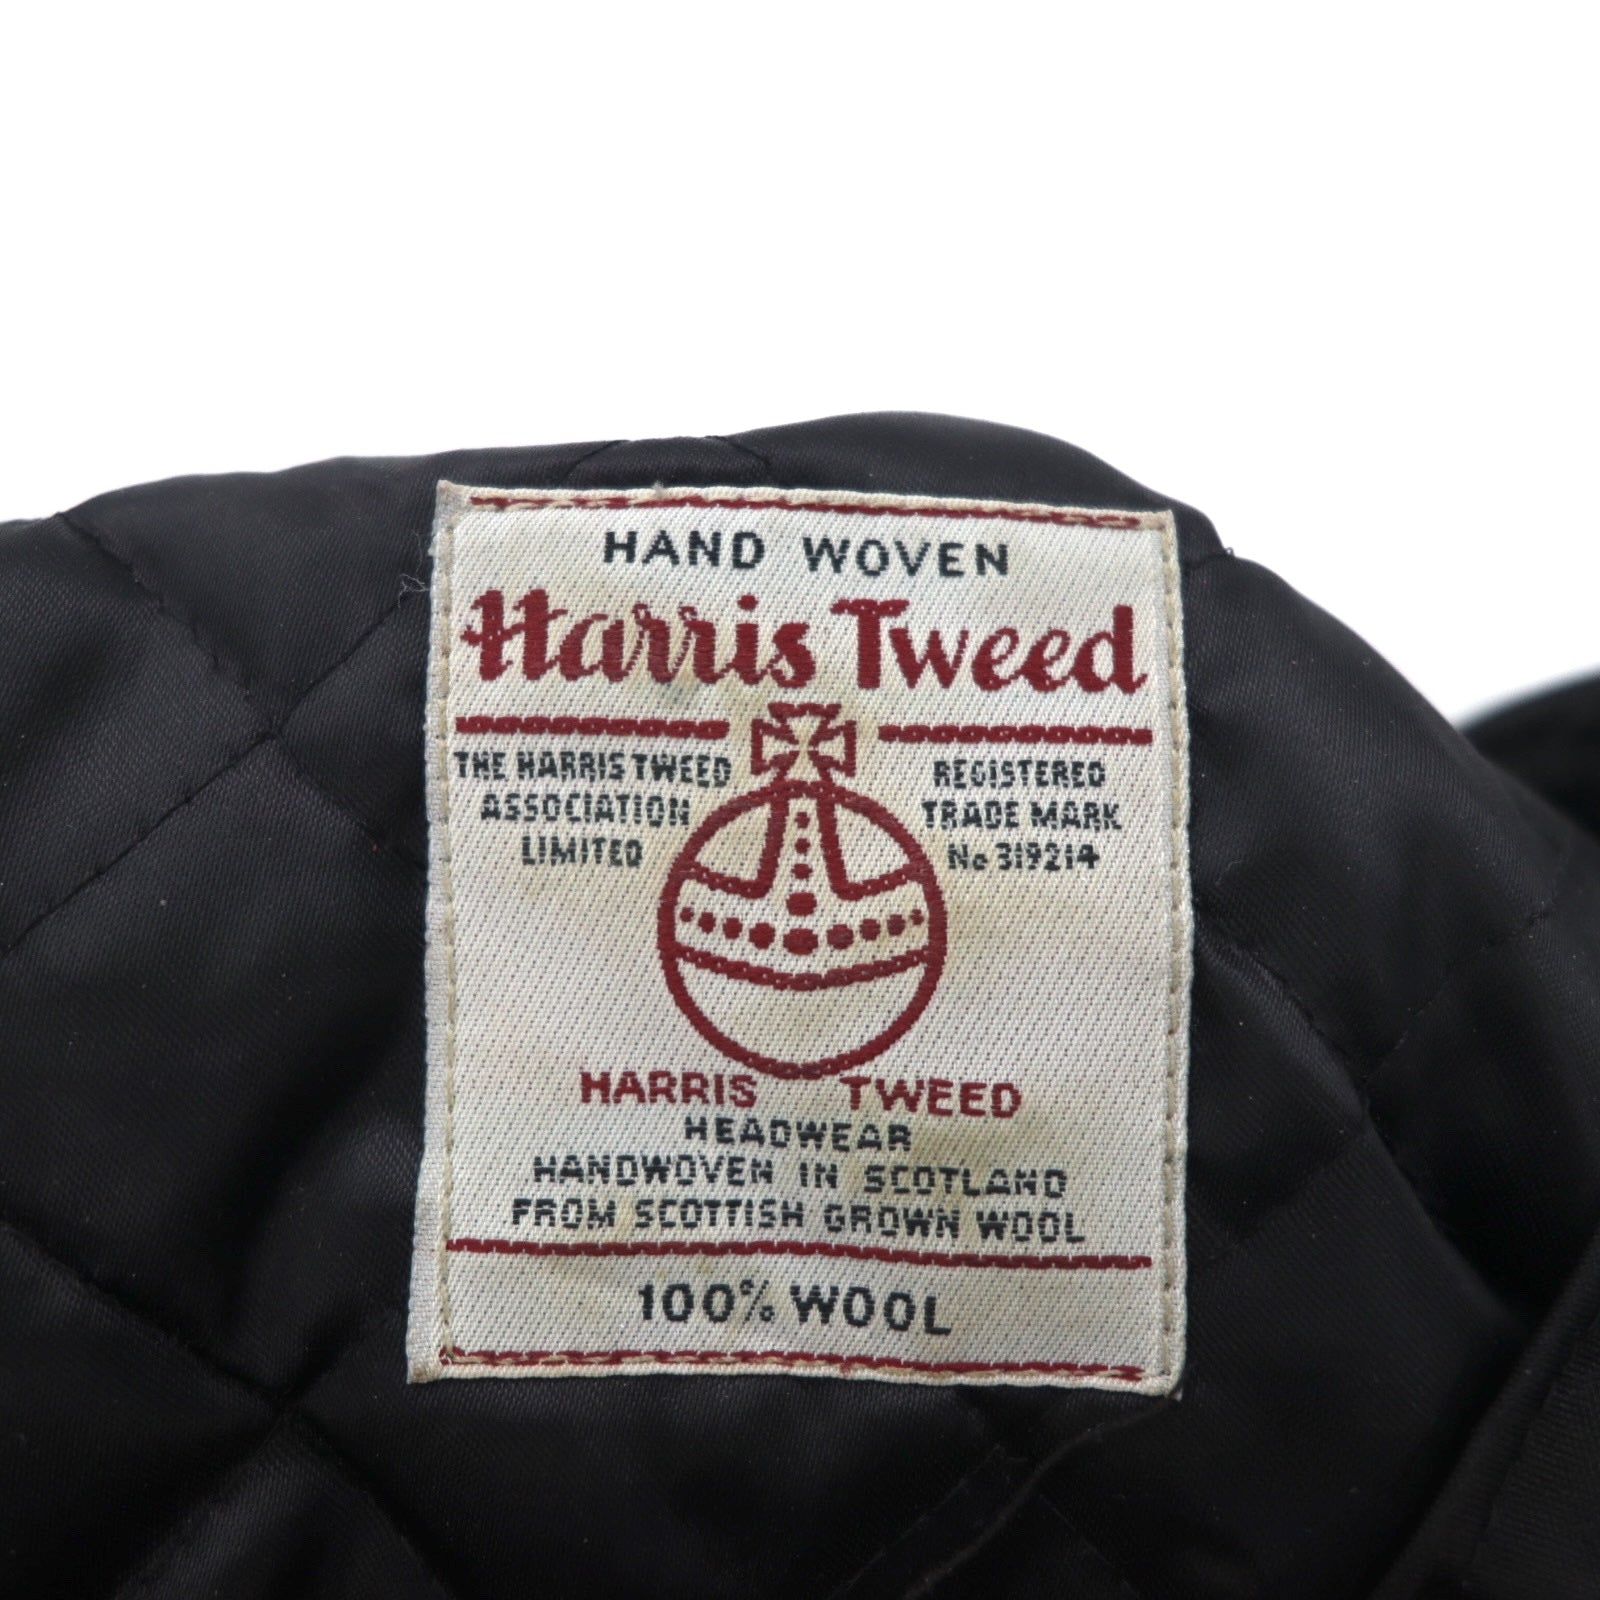 HAND WOVEN
Harris Tweed
THE HARRIS TWEED
ASSOCIATION
LIMITED
REGISTERED
TRADE MARK
No 319214
HARRIS TWEED
HEADWEAR
HANDWOVEN IN SCOTLAND
FROM SCOTTISH GROWN WOOL
100% WOOL